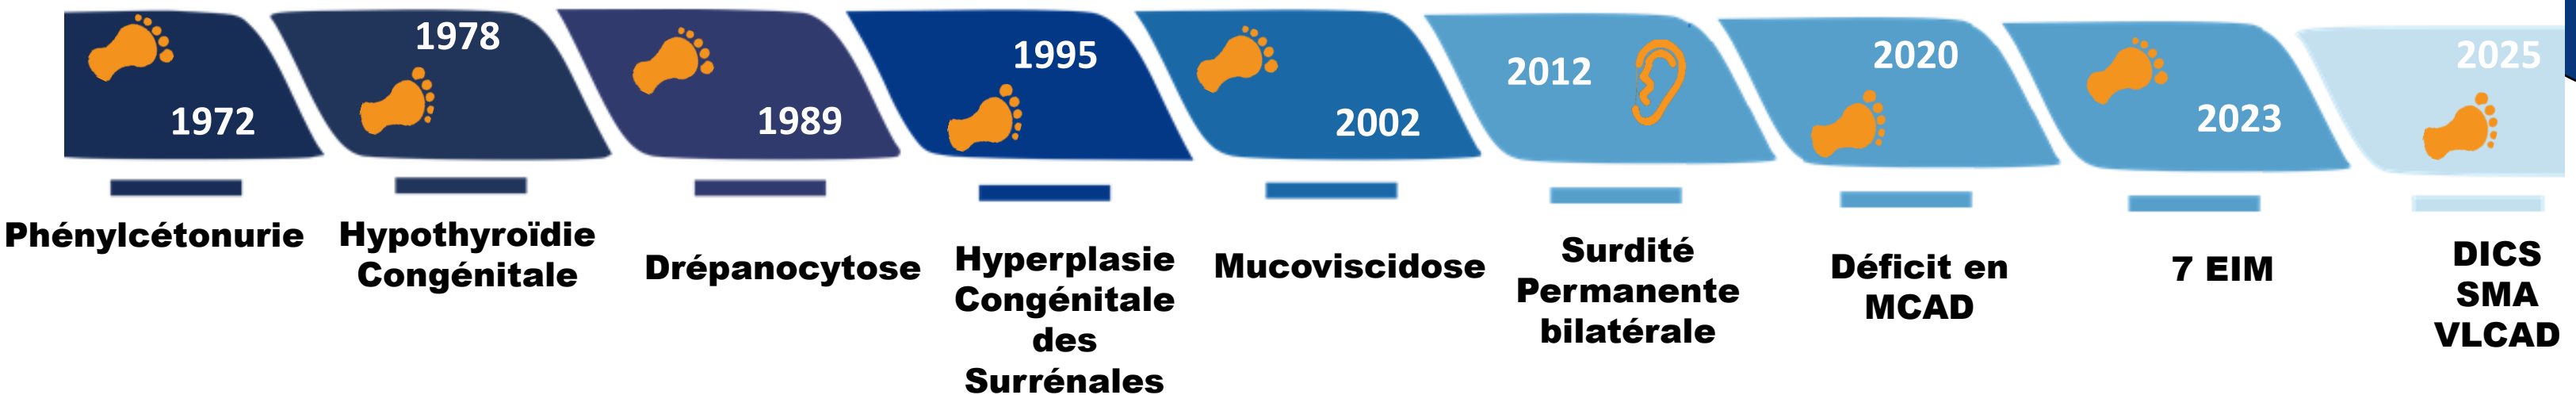 1972
Phénylcétonurie
1978
Hypothyroïdie
Congénitale
1989
Drépanocytose
1995
Hyperplasie
Congénitale
des
Surrénales
2002
Mucoviscidose
2012
Surdité
Permanente
bilatérale
2020
Déficit en
MCAD
2023
7 EIM
2025
DICS
SMA
VLCAD